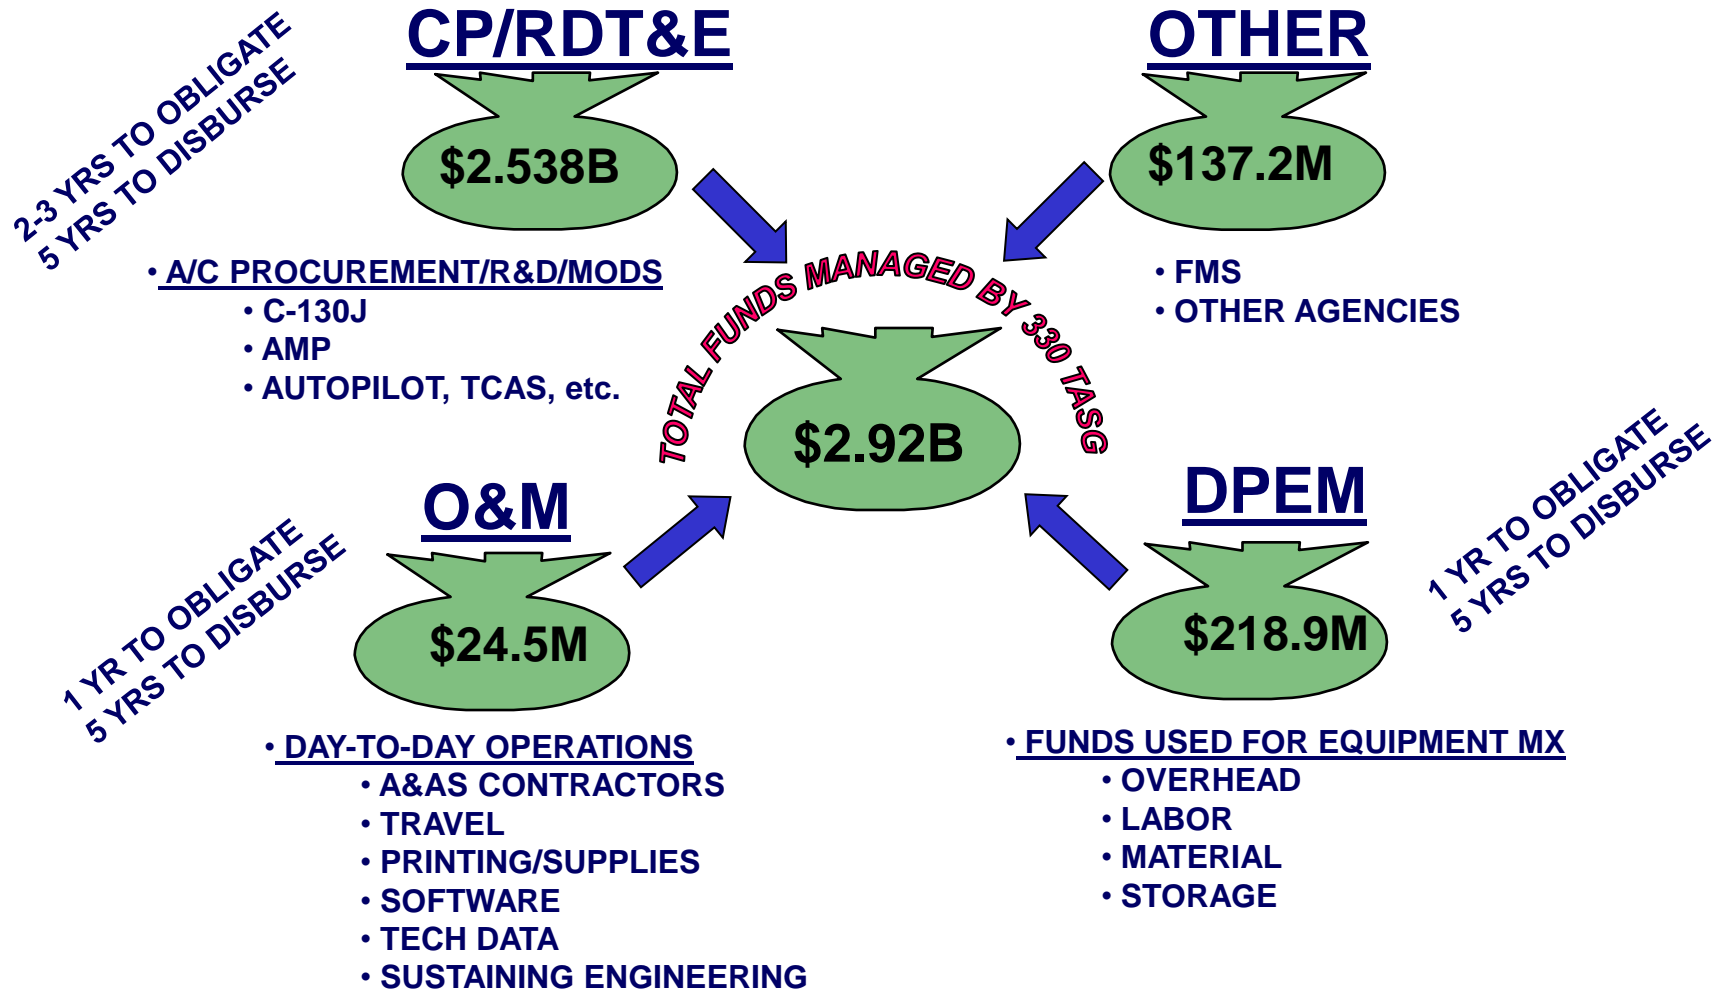 CP/RDT&E
2-3 YRS TO OBLIGATE
5 YRS TO DISBURSE
$2.538B
• A/C PROCUREMENT/R&D/MODS
• C-130J
• AMP
• AUTOPILOT, TCAS, etc.
OTHER
$137.2M
• FMS
• OTHER AGENCIES
TOTAL FUNDS MANAGED BY 330 TASG
$2.92B
O&M
1 YR TO OBLIGATE
5 YRS TO DISBURSE
$24.5M
• DAY-TO-DAY OPERATIONS
• A&AS CONTRACTORS
• TRAVEL
• PRINTING/SUPPLIES
• SOFTWARE
• TECH DATA
• SUSTAINING ENGINEERING
DPEM
1 YR TO OBLIGATE
5 YRS TO DISBURSE
$218.9M
• FUNDS USED FOR EQUIPMENT MX
• OVERHEAD
• LABOR
• MATERIAL
• STORAGE